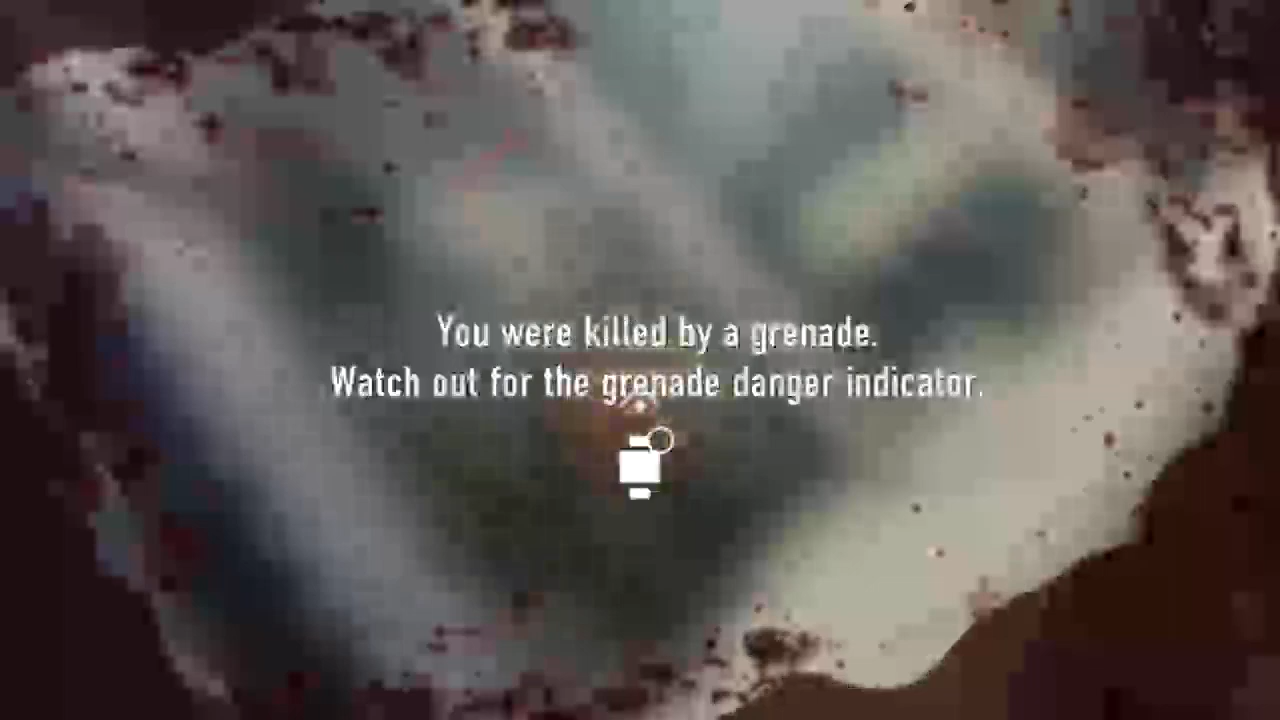 You were killed by a grenade.
Watch out for the grenade danger indicator.